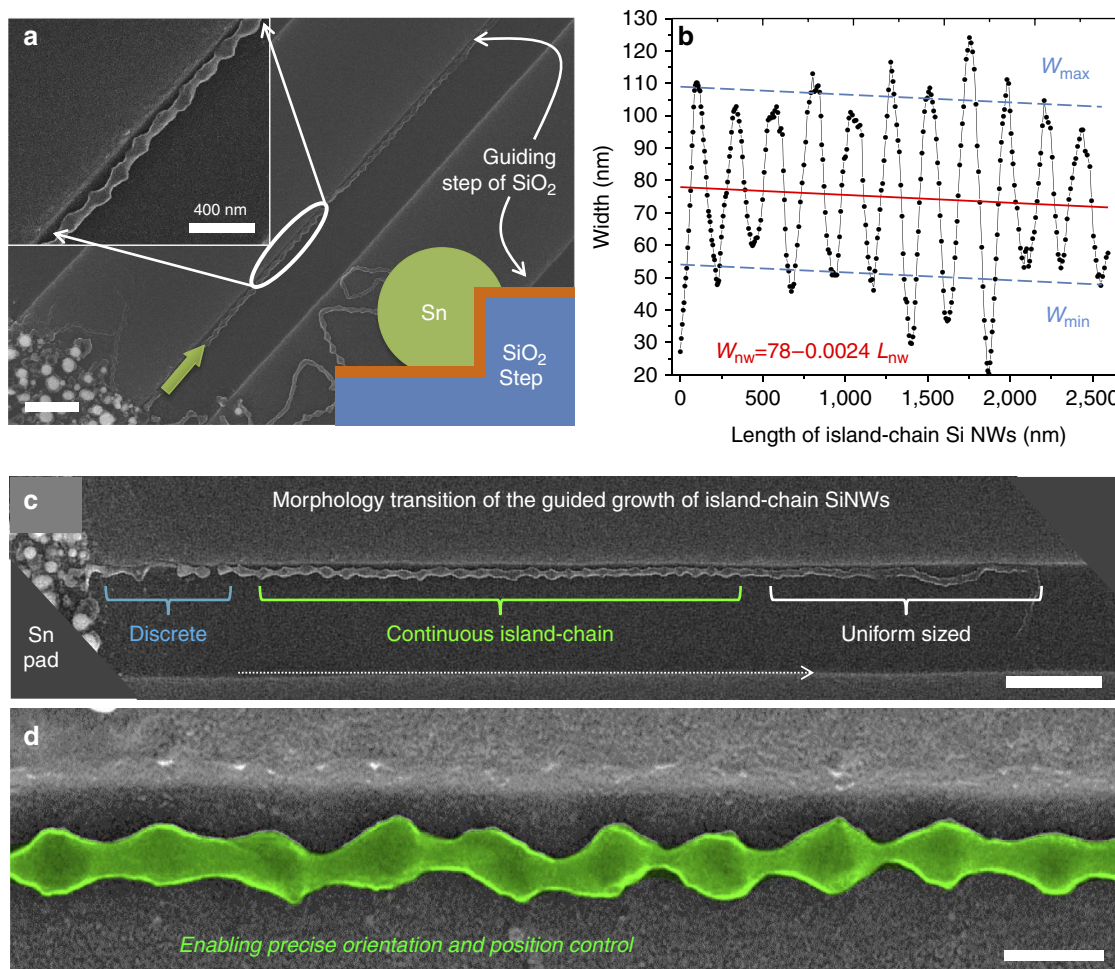 a
400 nm
Guiding
step of SiO2
Sn
SiO2
Step
b
130
120
110
100
90
80
70
60
50
40
30
20
Width (nm)
Wmax
Wmin
Wnw=78–0.0024 Lnw
0
500
1,000
1,500
2,000
2,500
Length of island-chain Si NWs (nm)
c
Morphology transition of the guided growth of island-chain SiNWs
Sn
pad
Discrete
Continuous island-chain
Uniform sized
d
Enabling precise orientation and position control